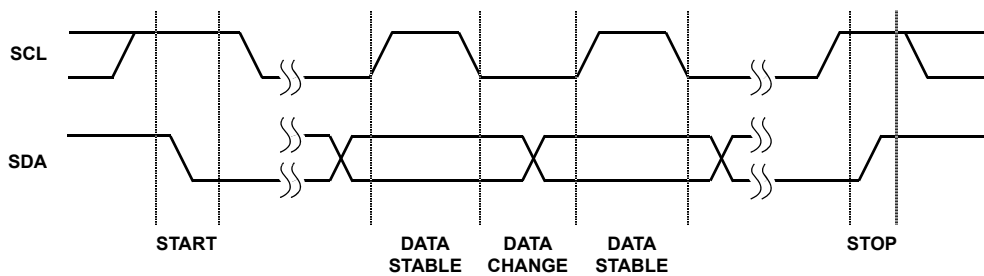 SCL
SDA
START
DATA
STABLE
DATA
CHANGE
DATA
STABLE
STOP